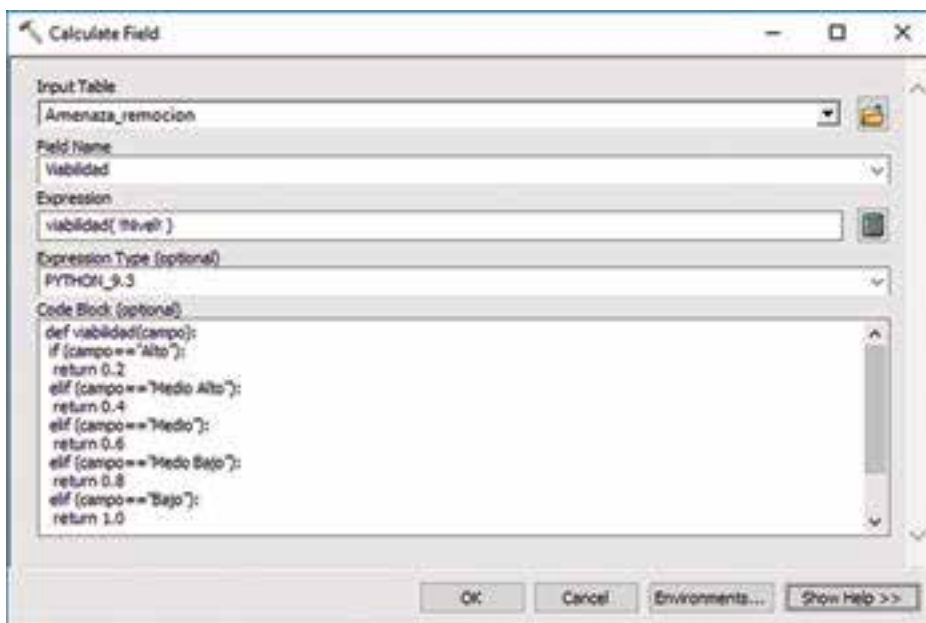 Calculate Field
Input Table
Amenaza_remocion
Field Name
Viabilidad
Expression
viabilidad( !Nivel! )
Expression Type (optional)
PYTHON_9.3
Code Block (optional)
def viabilidad(campo):
if (campo=="Alto"):
return 0.2
elif (campo=="Medio Alto"):
return 0.4
elif (campo=="Medio"):
return 0.6
elif (campo=="Medo Bajo"):
return 0.8
elif (campo=="Bajo"):
return 1.0
OK Cancel Environments... Show Help >>